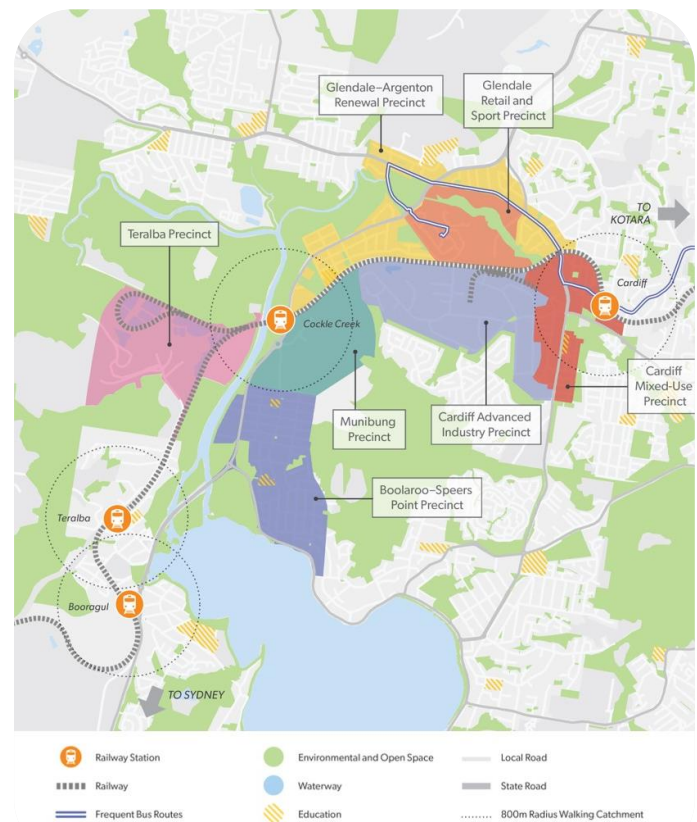 Glendale–Argenton
Renewal Precinct
Glendale
Retail and
Sport Precinct
TO
KOTARA
Teralba Precinct
Cardiff
Cockle Creek
Cardiff
Mixed-Use
Precinct
Munibung
Precinct
Cardiff Advanced
Industry Precinct
Boolaroo–Speers
Point Precinct
Teralba
Booragul
TO SYDNEY
Railway Station
Environmental and Open Space
Local Road
Railway
Waterway
State Road
Frequent Bus Routes
Education
800m Radius Walking Catchment